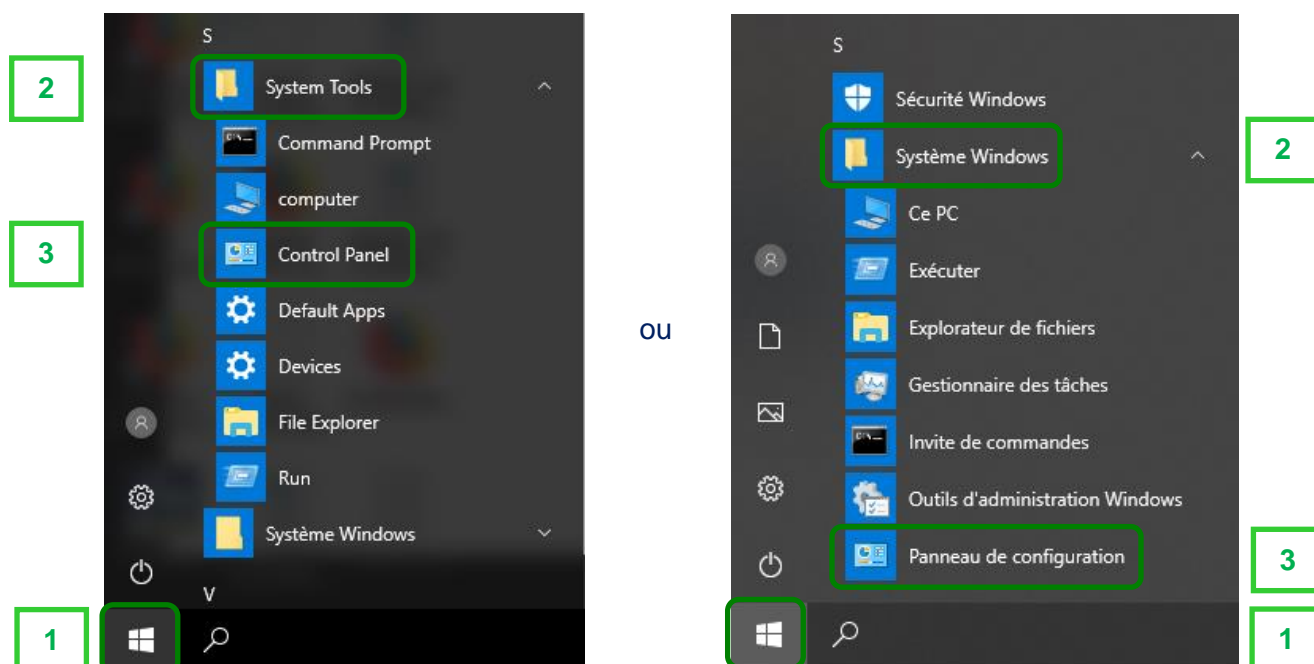 S
2
System Tools
Command Prompt
computer
3
Control Panel
Default Apps
Devices
File Explorer
Run
Système Windows
V
1
ou
S
Sécurité Windows
Système Windows
2
Ce PC
Exécuter
Explorateur de fichiers
Gestionnaire des tâches
Invite de commandes
Outils d'administration Windows
Panneau de configuration
3
1